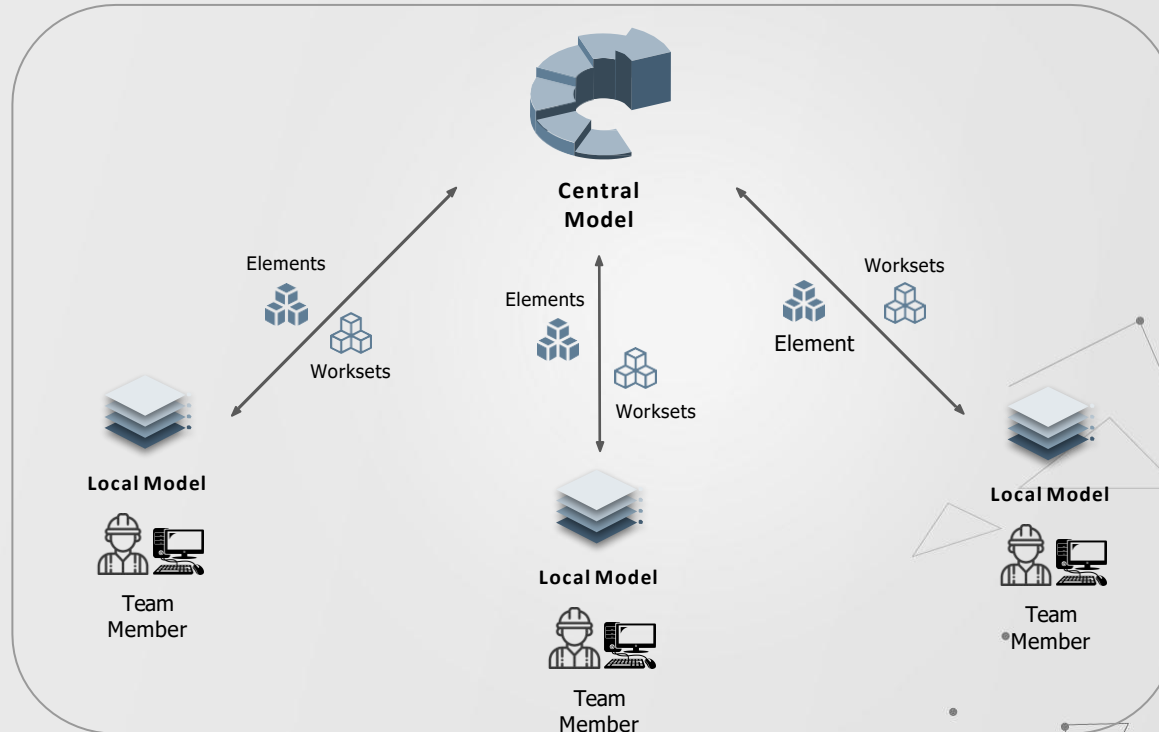 Central
Model
Elements
Worksets
Elements
Worksets
Worksets
Element
Local Model
Team
Member
Local Model
Team
Member
Local Model
Team
Member